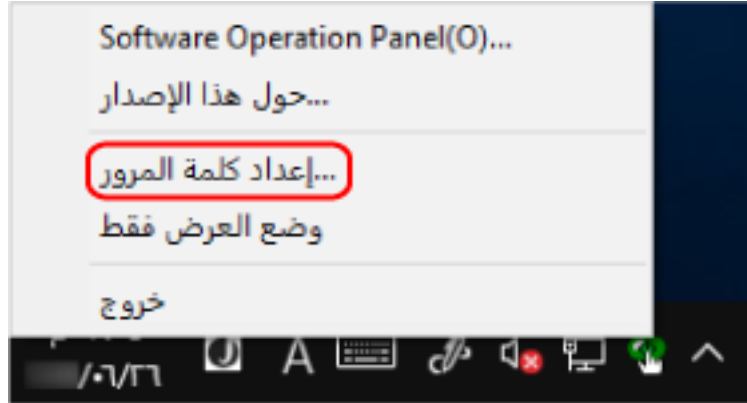 Software Operation Panel(O)...
حول هذا الإصدار...
إعداد كلمة المرور...
وضع العرض فقط
خروج
A
/٠٦/٢٦